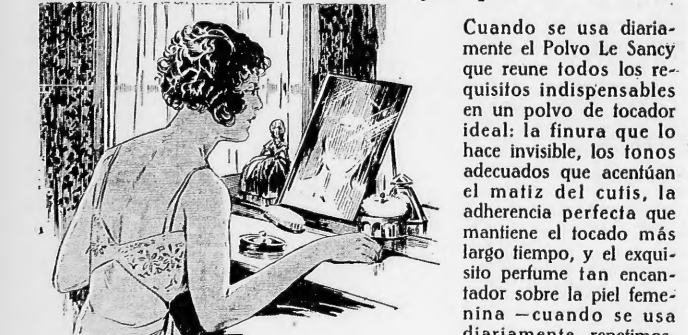 Cuando se usa diaria-
mente el Polvo Le Sancy
que reune todos los re-
quisitos indispensables
en un polvo de tocador
ideal: la finura que lo
hace invisible, los tonos
adecuados que acentúan
el matiz del cutis, la
adherencia perfecta que
mantiene el tocado más
largo tiempo, y el exqui-
sito perfume tan encan-
tador sobre la piel feme-
nina —cuando se usa
diariamente, repetimos,